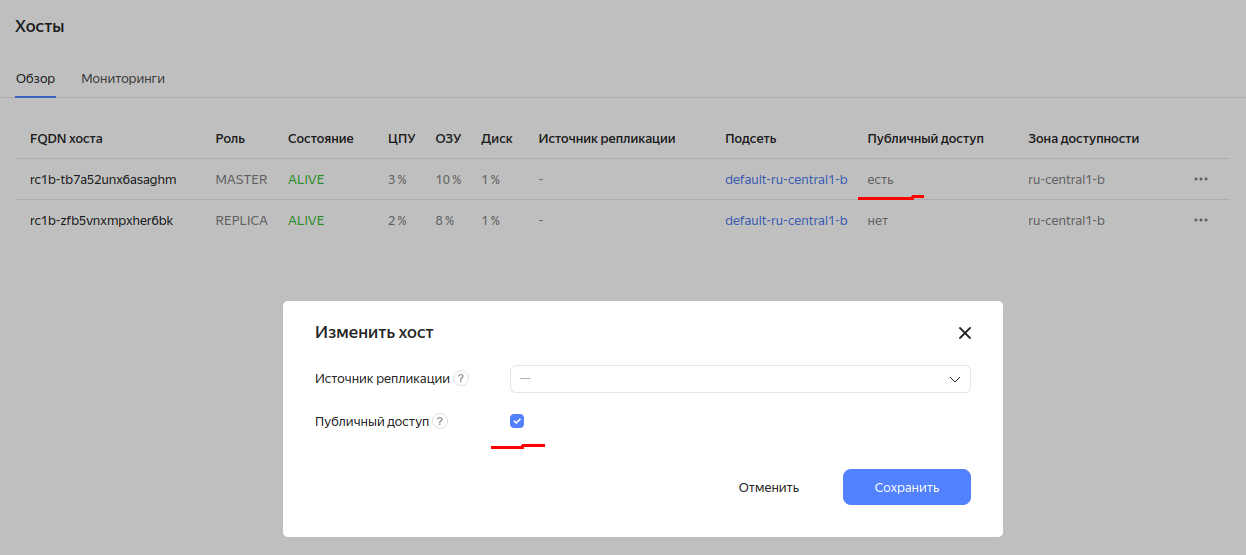 Хосты
Обзор Мониторинги
FQDN хоста Роль Состояние ЦПУ ОЗУ Диск Источник репликации Подсеть Публичный доступ Зона доступности
rc1b-tb7a52unx6asaghm MASTER ALIVE 3 % 10 % 1 % - default-ru-central1-b есть ru-central1-b ···
rc1b-zfb5vnxmpxher6bk REPLICA ALIVE 2 % 8 % 1 % - default-ru-central1-b нет ru-central1-b ···
Изменить хост
Источник репликации ? —
Публичный доступ ?
Отменить Сохранить